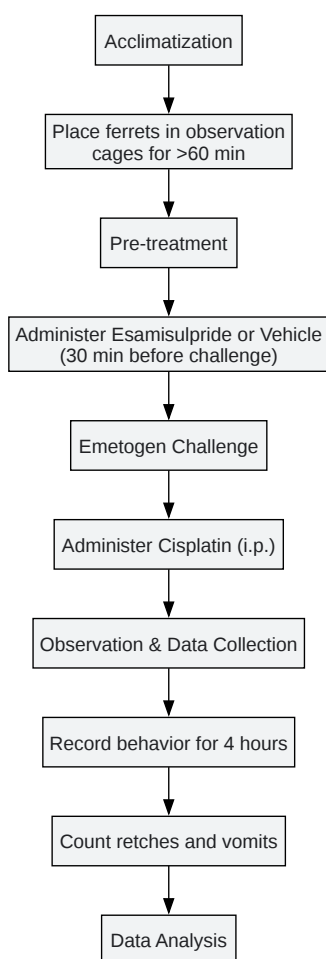 Acclimatization
Place ferrets in observation
cages for >60 min
Pre-treatment
Administer Esamisulpride or Vehicle
(30 min before challenge)
Emetogen Challenge
Administer Cisplatin (i.p.)
Observation & Data Collection
Record behavior for 4 hours
Count retches and vomits
Data Analysis